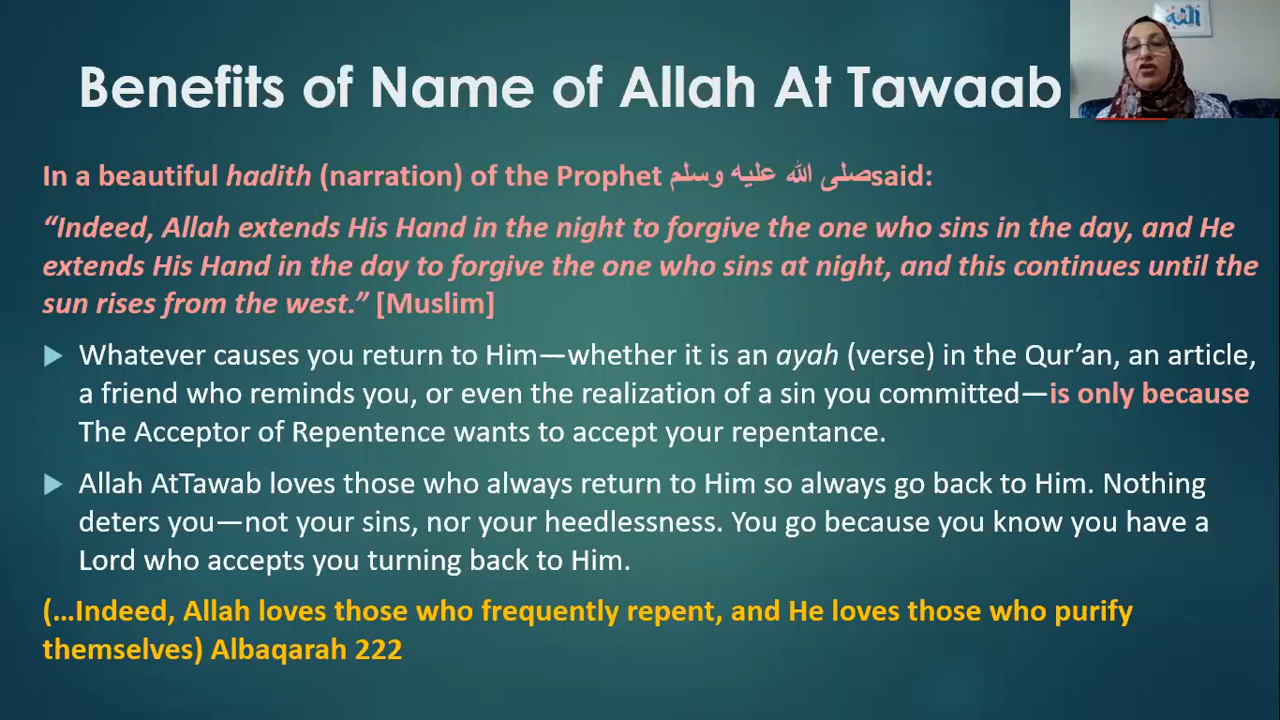 Benefits of Name of Allah At Tawaab
الله
In a beautiful hadith (narration) of the Prophet صلى الله عليه وسلمsaid:
“Indeed, Allah extends His Hand in the night to forgive the one who sins in the day, and He
extends His Hand in the day to forgive the one who sins at night, and this continues until the
sun rises from the west.” [Muslim]
Whatever causes you return to Him—whether it is an ayah (verse) in the Qur’an, an article,
a friend who reminds you, or even the realization of a sin you committed—is only because
The Acceptor of Repentence wants to accept your repentance.
Allah AtTawab loves those who always return to Him so always go back to Him. Nothing
deters you—not your sins, nor your heedlessness. You go because you know you have a
Lord who accepts you turning back to Him.
(…Indeed, Allah loves those who frequently repent, and He loves those who purify
themselves) Albaqarah 222